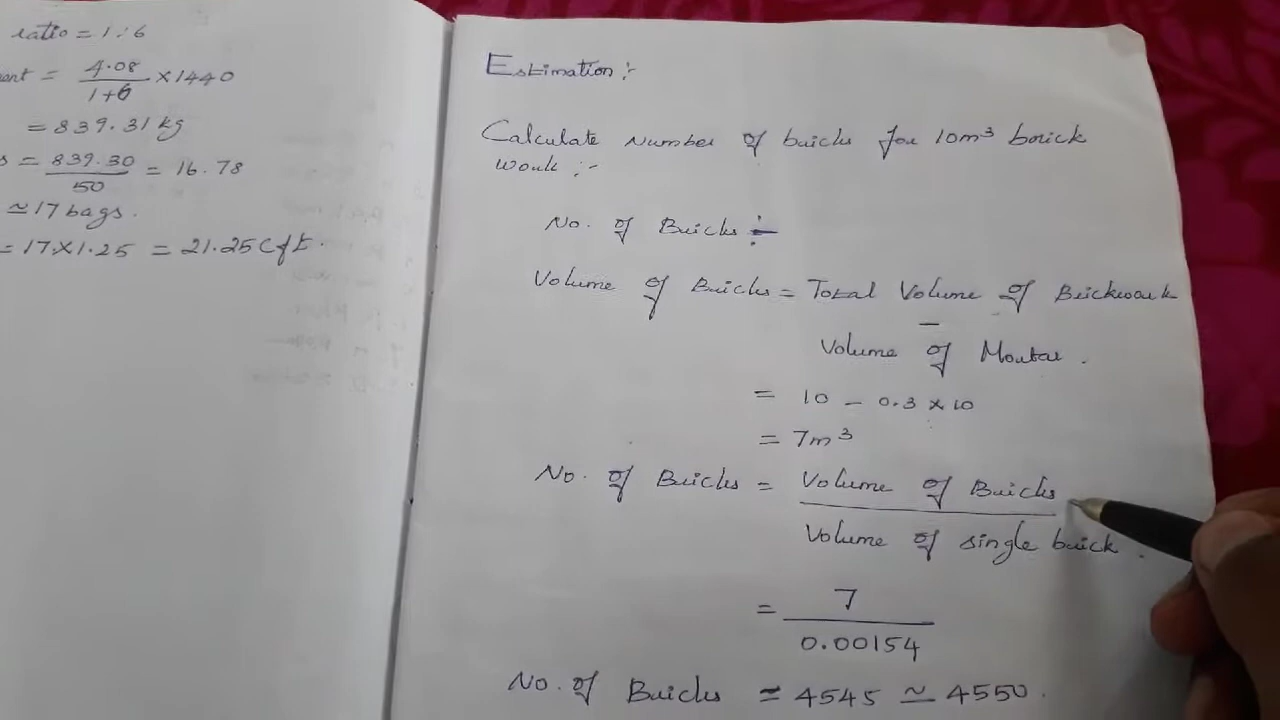 ratio = 1:6
ent = 4.08 / 1+6 × 1440
= 839.31 kg
s = 839.30 / 50 = 16.78
≃ 17 bags.
= 17×1.25 = 21.25 Cft.
Estimation :-
Calculate Number of bricks for 10m³ brick
work :-
No. of Bricks :-
Volume of Bricks = Total Volume of Brickwork
–
Volume of Mortar.
= 10 – 0.3 × 10
= 7m³
No. of Bricks = Volume of Bricks
Volume of single brick.
= 7
0.00154
No. of Bricks = 4545 ≃ 4550.